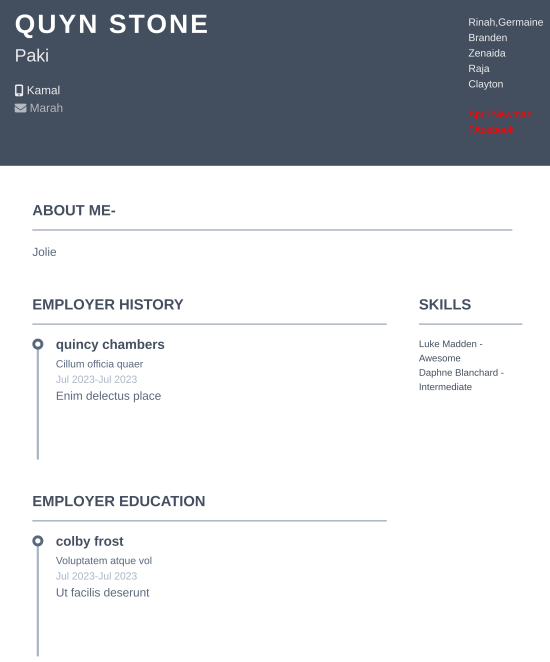 QUYN STONE
Paki
Kamal
Marah
Rinah,Germaine
Branden
Zenaida
Raja
Clayton
April Newman
ABOUT ME-
Jolie
EMPLOYER HISTORY
quincy chambers
Cillum officia quaer
Jul 2023-Jul 2023
Enim delectus place
SKILLS
Luke Madden -
Awesome
Daphne Blanchard -
Intermediate
EMPLOYER EDUCATION
colby frost
Voluptatem atque vol
Jul 2023-Jul 2023
Ut facilis deserunt